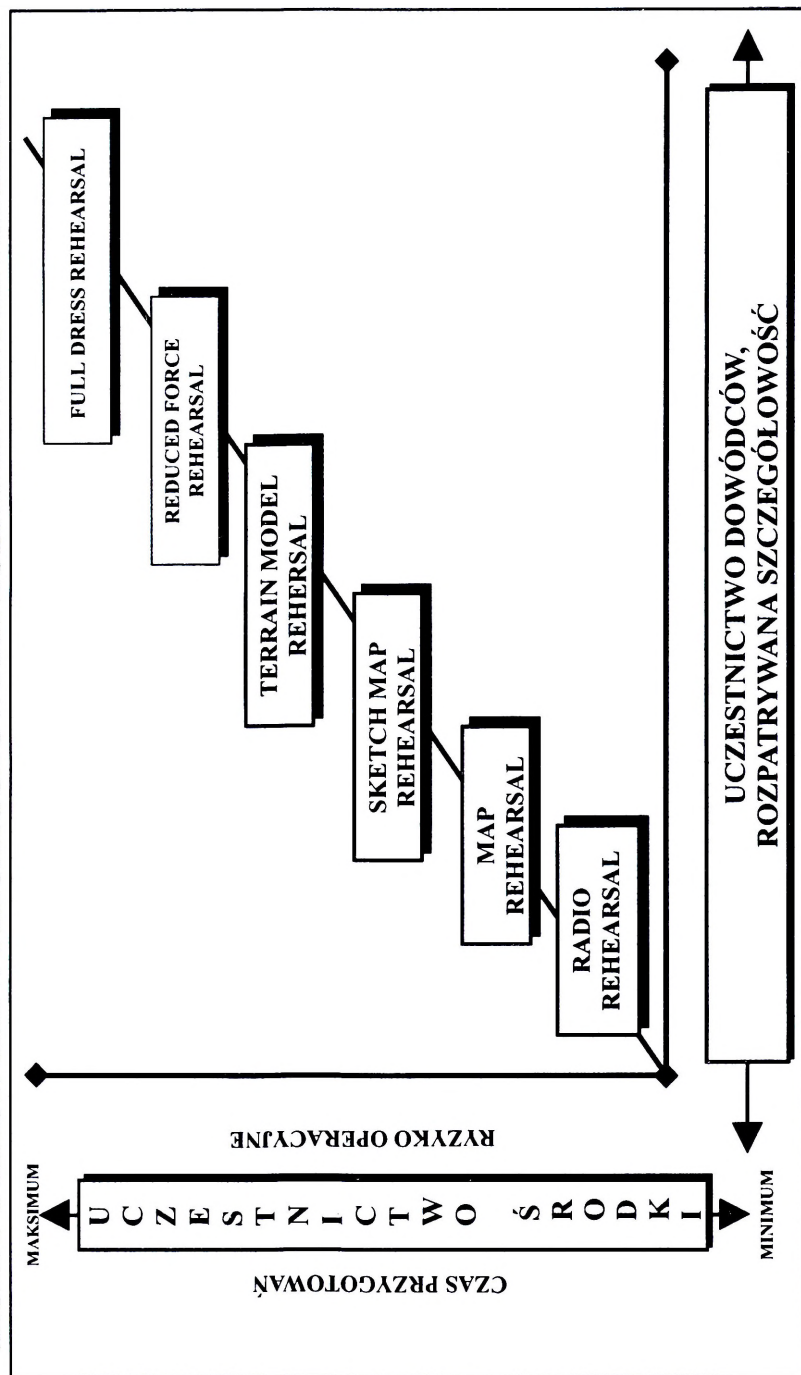 MAKSIMUM
CZAS PRZYGOTOWAŃ
UCZESTNICTWO ŚRODKI
RYZYKO OPERACYJNE
MINIMUM
FULL DRESS REHEARSAL
REDUCED FORCE
REHEARSAL
TERRAIN MODEL
REHERSAL
SKETCH MAP
REHEARSAL
MAP
REHEARSAL
RADIO
REHEARSAL
UCZESTNICTWO DOWÓDCÓW,
ROZPATRYWANA SZCZEGÓŁOWOŚĆ